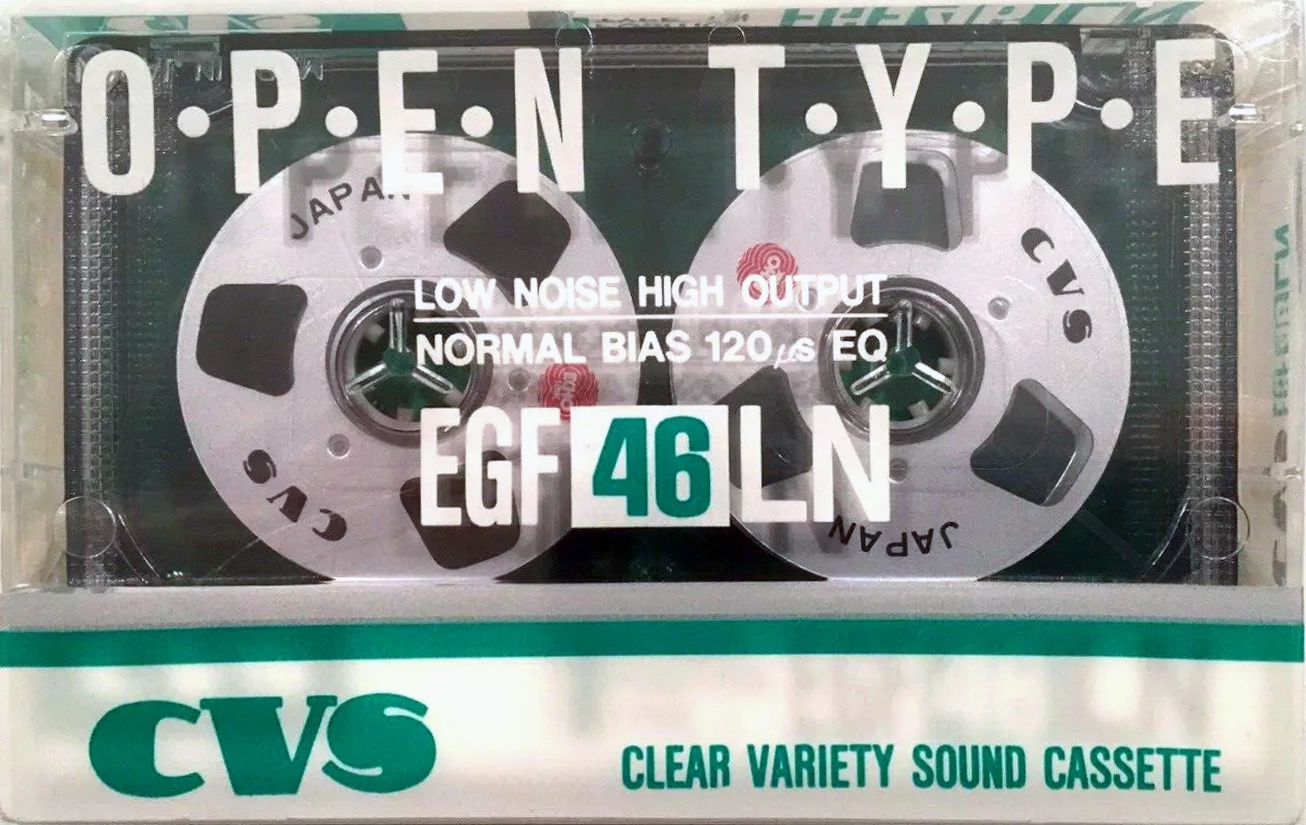 O·P·E·N T·Y·P·E
JAPAN
CVS
LOW NOISE HIGH OUTPUT
NORMAL BIAS 120μs EQ
EGF 46 LN
CVS
JAPAN
CVS
CLEAR VARIETY SOUND CASSETTE